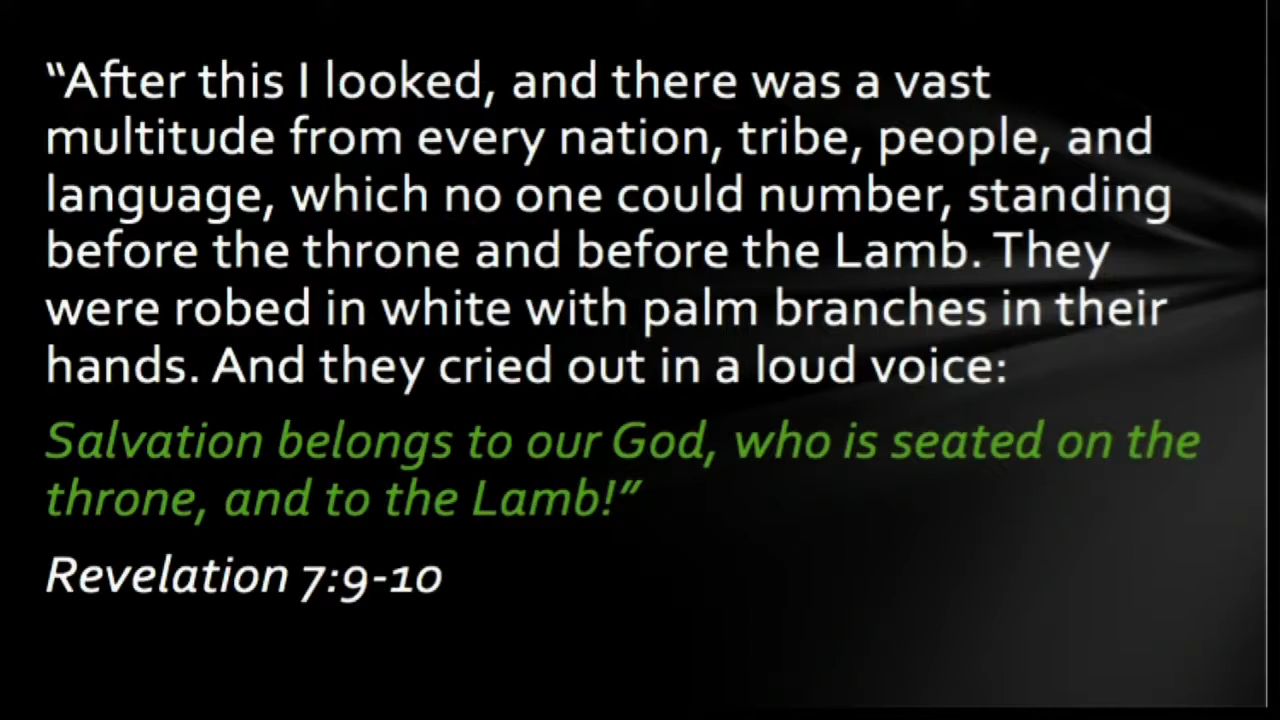 “After this I looked, and there was a vast
multitude from every nation, tribe, people, and
language, which no one could number, standing
before the throne and before the Lamb. They
were robed in white with palm branches in their
hands. And they cried out in a loud voice:
Salvation belongs to our God, who is seated on the
throne, and to the Lamb!”
Revelation 7:9-10